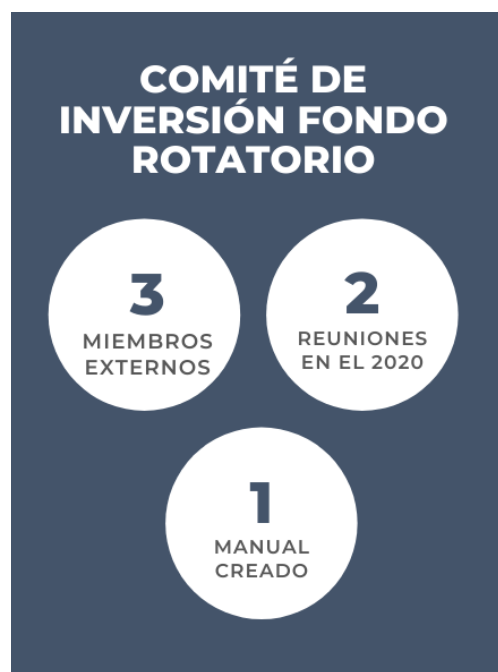 COMITÉ DE
INVERSIÓN FONDO
ROTATORIO
3
MIEMBROS
EXTERNOS
2
REUNIONES
EN EL 2020
1
MANUAL
CREADO